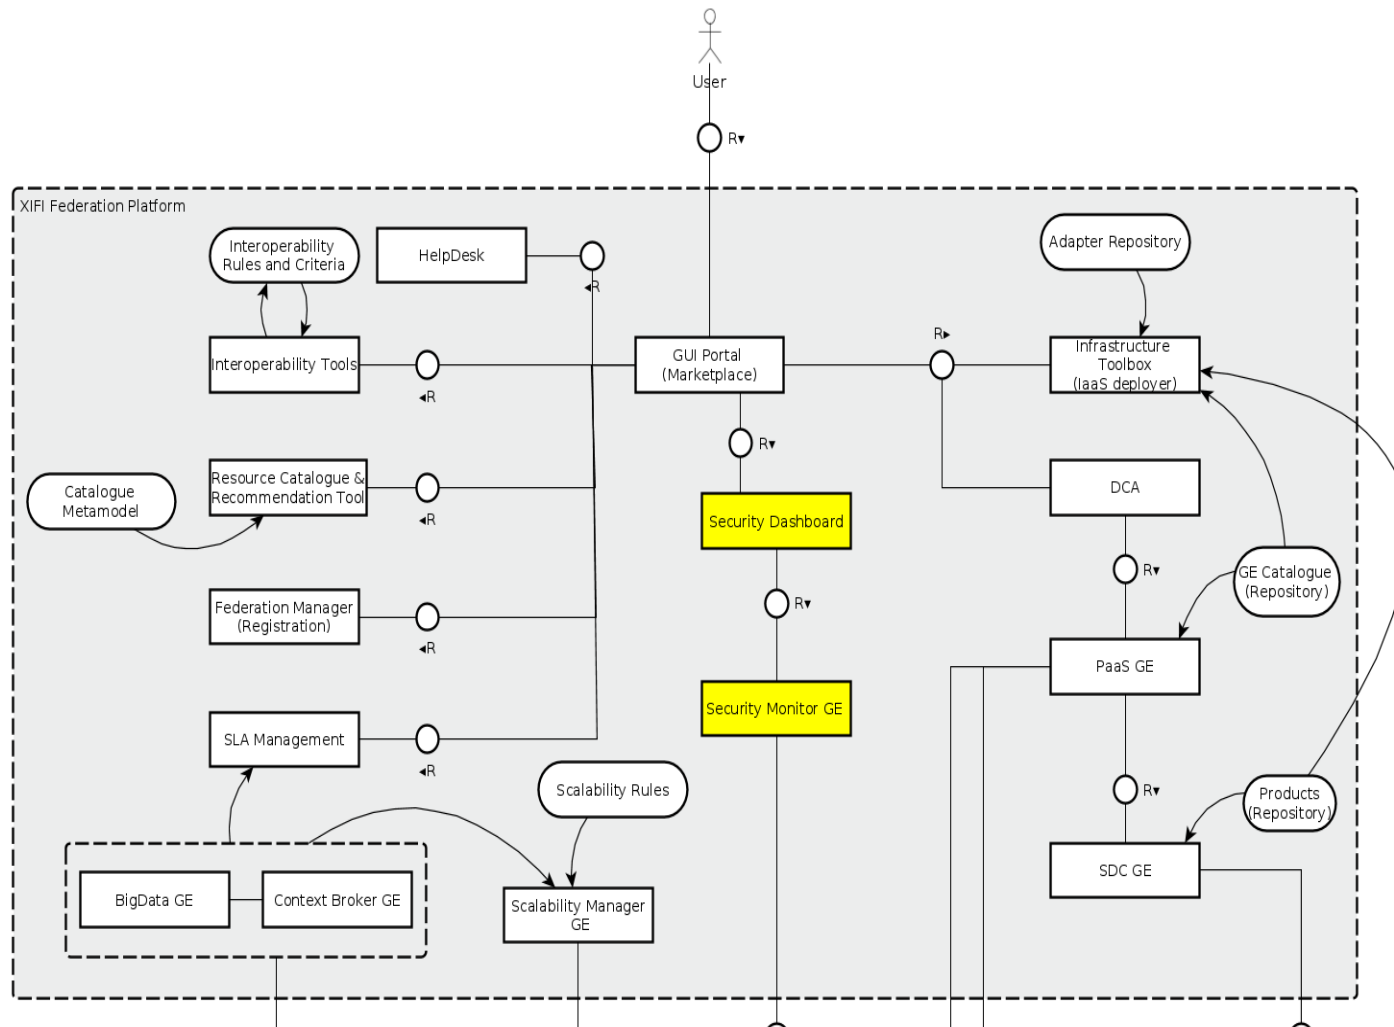 User
R▾
XIFI Federation Platform
Interoperability
Rules and Criteria
HelpDesk
◂R
Adapter Repository
R▸
Interoperability Tools
◂R
GUI Portal
(Marketplace)
Infrastructure
Toolbox
(IaaS deployer)
R▾
Catalogue
Metamodel
Resource Catalogue &
Recommendation Tool
◂R
Security Dashboard
DCA
R▾
GE Catalogue
(Repository)
Federation Manager
(Registration)
◂R
R▾
PaaS GE
Security Monitor GE
SLA Management
◂R
Scalability Rules
R▾
Products
(Repository)
BigData GE
Context Broker GE
Scalability Manager
GE
SDC GE